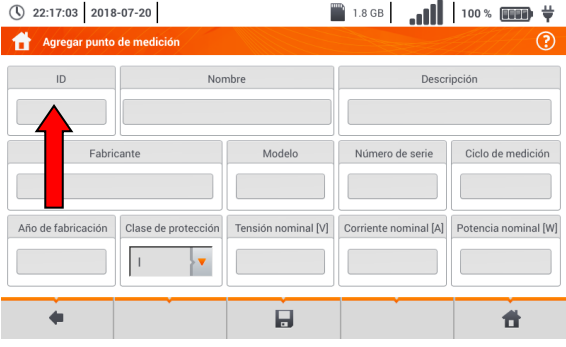 22:17:03 2018-07-20 1.8 GB 100 %
Agregar punto de medición ?
ID Nombre Descripción
Fabricante Modelo Número de serie Ciclo de medición
Año de fabricación Clase de protección Tensión nominal [V] Corriente nominal [A] Potencia nominal [W]
I